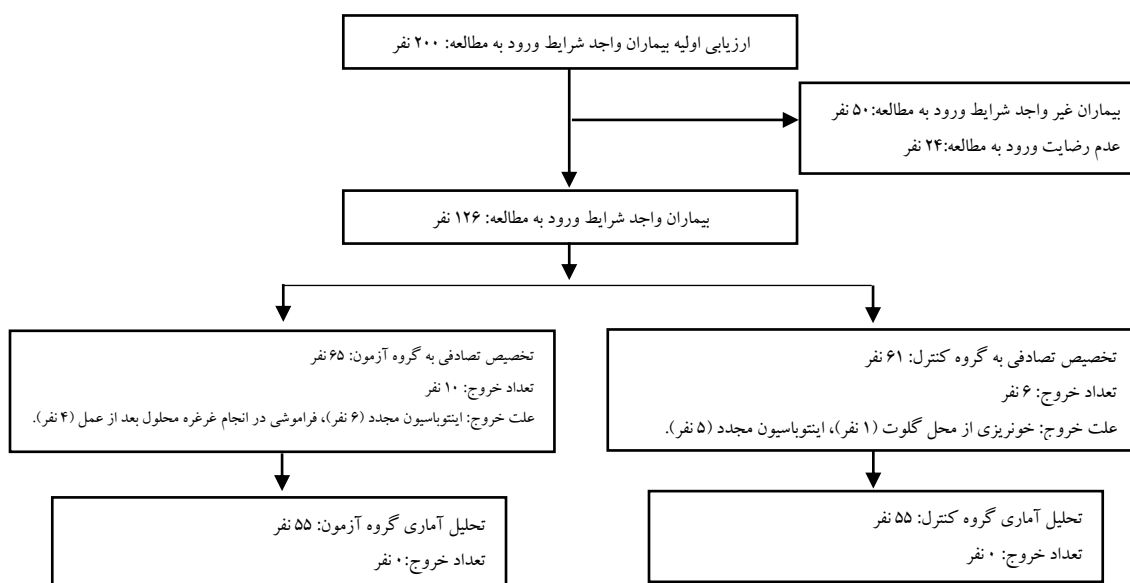 ارزیابی اولیه بیماران واجد شرایط ورود به مطالعه: ۲۰۰ نفر
بیماران غیر واجد شرایط ورود به مطالعه:۵۰ نفر
عدم رضایت ورود به مطالعه:۲۴ نفر
بیماران واجد شرایط ورود به مطالعه: ۱۲۶ نفر
تخصیص تصادفی به گروه کنترل: ۶۱ نفر
تعداد خروج: ۶ نفر
علت خروج: خونریزی از محل گلوت (۱ نفر)، اینتوباسیون مجدد (۵ نفر).
تخصیص تصادفی به گروه آزمون: ۶۵ نفر
تعداد خروج: ۱۰ نفر
علت خروج: اینتوباسیون مجدد (۶ نفر)، فراموشی در انجام غرغره محلول بعد از عمل (۴ نفر).
تحلیل آماری گروه کنترل: ۵۵ نفر
تعداد خروج: ۰ نفر
تحلیل آماری گروه آزمون: ۵۵ نفر
تعداد خروج:۰ نفر